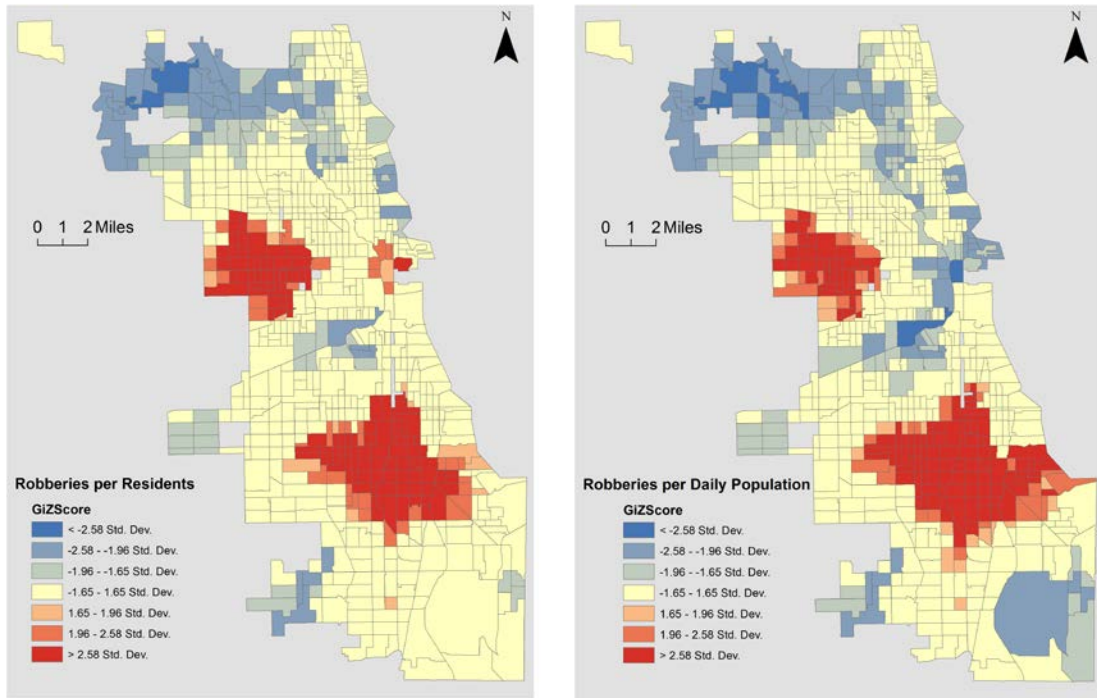 N
0 1 2 Miles
Robberies per Residents
GiZScore
< -2.58 Std. Dev.
-2.58 - -1.96 Std. Dev.
-1.96 - -1.65 Std. Dev.
-1.65 - 1.65 Std. Dev.
1.65 - 1.96 Std. Dev.
1.96 - 2.58 Std. Dev.
> 2.58 Std. Dev.
N
0 1 2 Miles
Robberies per Daily Population
GiZScore
< -2.58 Std. Dev.
-2.58 - -1.96 Std. Dev.
-1.96 - -1.65 Std. Dev.
-1.65 - 1.65 Std. Dev.
1.65 - 1.96 Std. Dev.
1.96 - 2.58 Std. Dev.
> 2.58 Std. Dev.